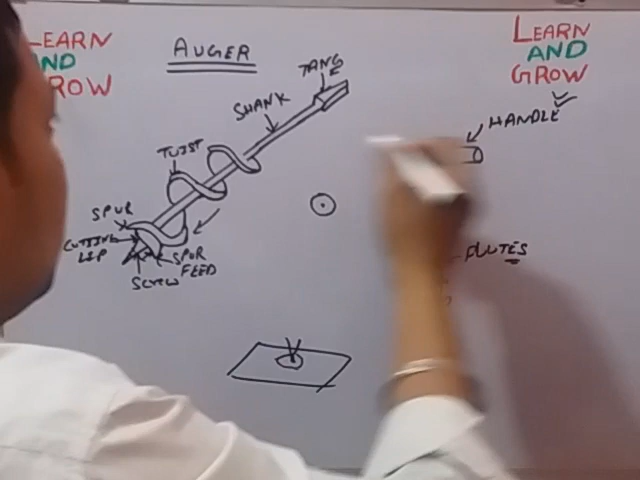 LEARN
AND
GROW
AUGER
LEARN
AND
GROW
TANG
SHANK
HANDLE
TWIST
SPUR
CUTTING
LIP
SPUR
FEED
SCREW
FLUTES